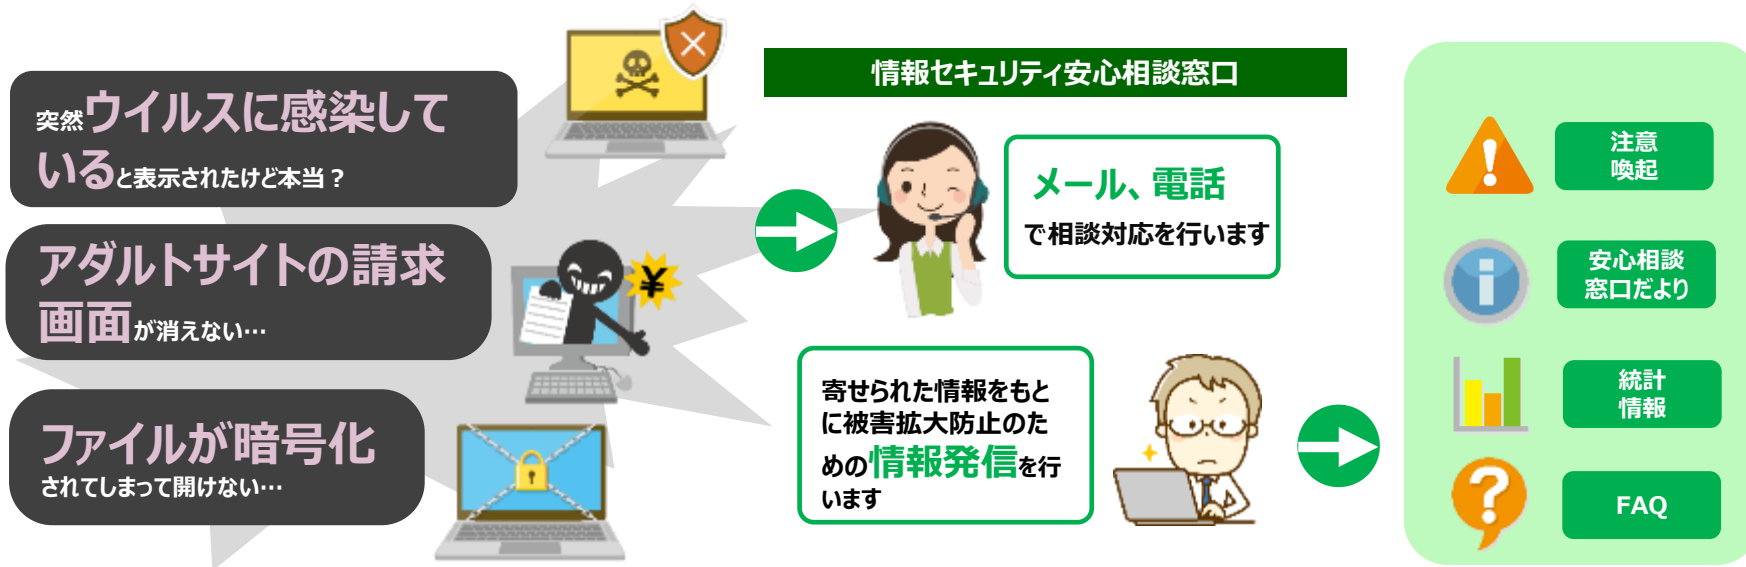 突然ウイルスに感染して
いると表示されたけど本当？
アダルトサイトの請求
画面が消えない…
ファイルが暗号化
されてしまって開けない…
情報セキュリティ安心相談窓口
メール、電話
で相談対応を行います
寄せられた情報をもと
に被害拡大防止のた
めの情報発信を行
います
注意
喚起
安心相談
窓口だより
統計
情報
FAQ